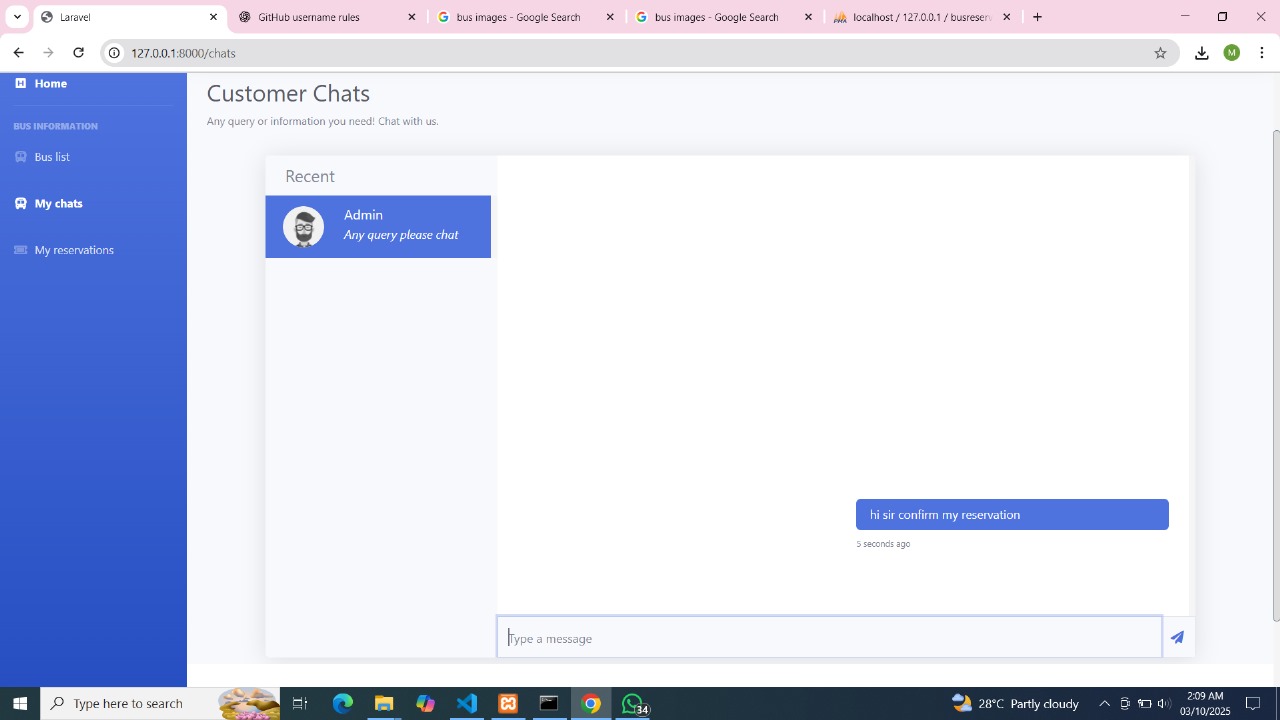 Laravel
GitHub username rules
bus images - Google Search
bus images - Google Search
localhost / 127.0.0.1 / busreserv
127.0.0.1:8000/chats
M
H Home
BUS INFORMATION
Bus list
My chats
My reservations
Customer Chats
Any query or information you need! Chat with us.
Recent
Admin
Any query please chat
hi sir confirm my reservation
5 seconds ago
Type a message
Type here to search
34
28°C Partly cloudy
2:09 AM
03/10/2025